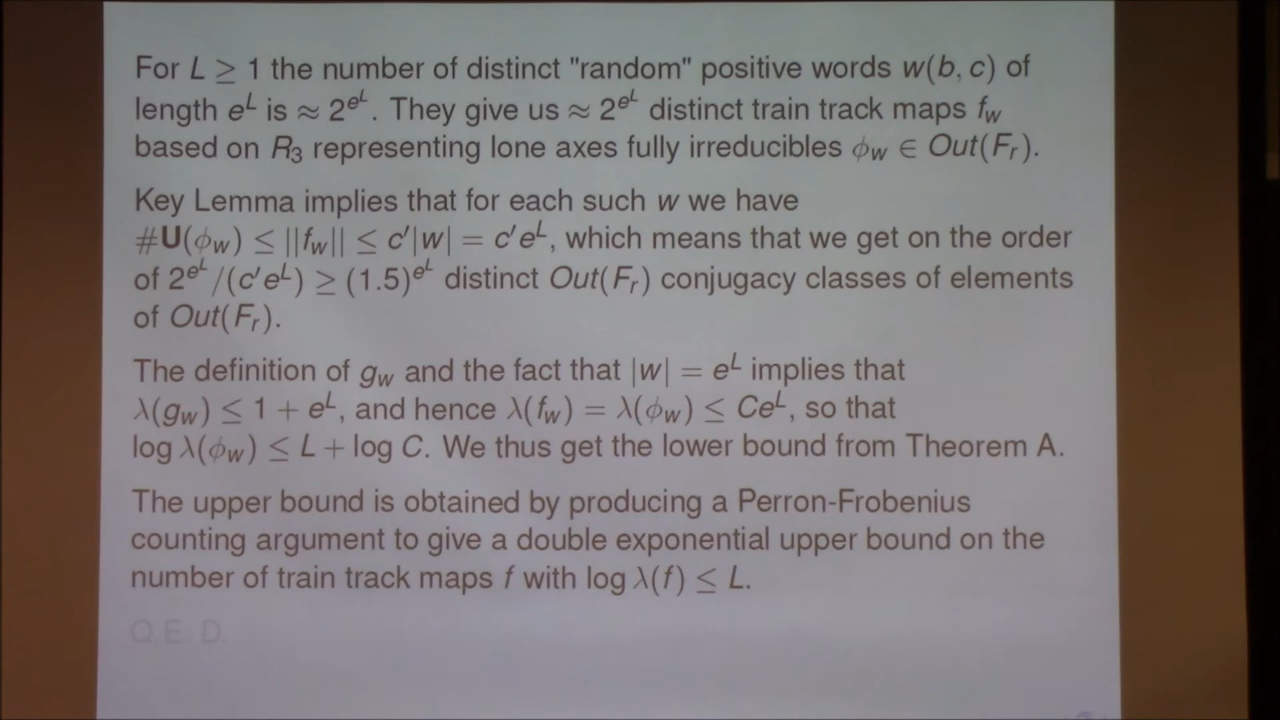 For L ≥ 1 the number of distinct "random" positive words w(b, c) of
length e^L is ≈ 2^{e^L}. They give us ≈ 2^{e^L} distinct train track maps f_w
based on R_3 representing lone axes fully irreducibles ϕ_w ∈ Out(F_r).
Key Lemma implies that for each such w we have
#U(ϕ_w) ≤ ||f_w|| ≤ c′|w| = c′e^L, which means that we get on the order
of 2^{e^L}/(c′e^L) ≥ (1.5)^{e^L} distinct Out(F_r) conjugacy classes of elements
of Out(F_r).
The definition of g_w and the fact that |w| = e^L implies that
λ(g_w) ≤ 1 + e^L, and hence λ(f_w) = λ(ϕ_w) ≤ Ce^L, so that
log λ(ϕ_w) ≤ L + log C. We thus get the lower bound from Theorem A.
The upper bound is obtained by producing a Perron-Frobenius
counting argument to give a double exponential upper bound on the
number of train track maps f with log λ(f) ≤ L.
Q.E. D.